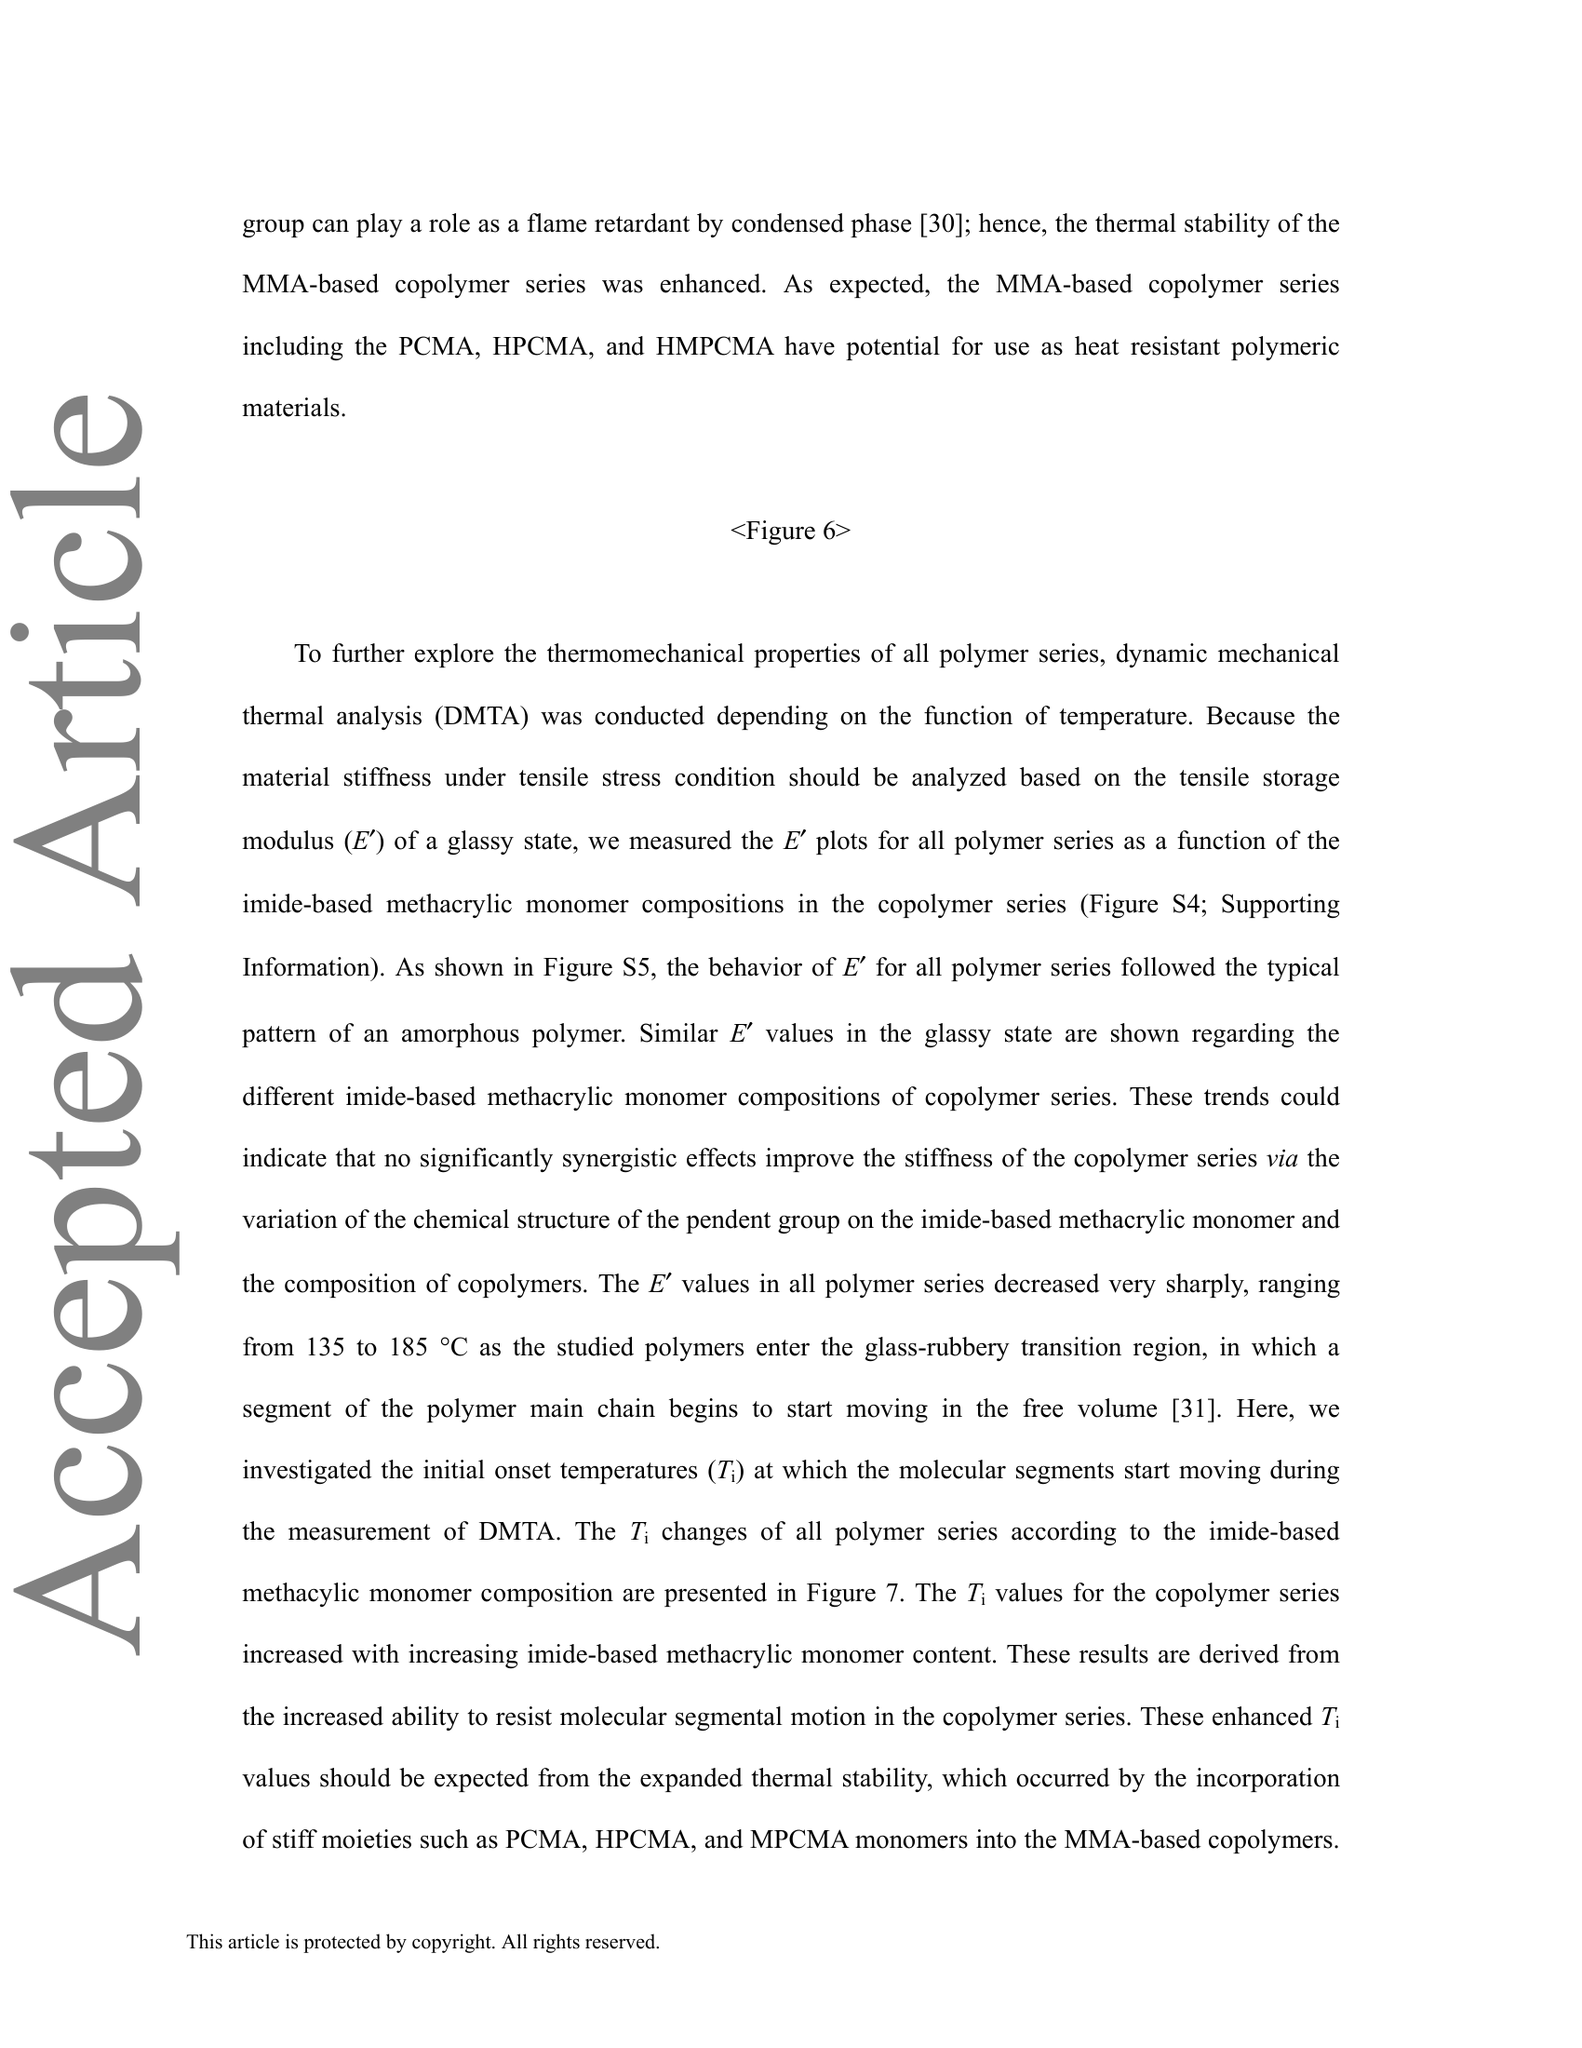 group can play a role as a flame retardant by condensed phase [30]; hence, the thermal stability of the
MMA-based copolymer series was enhanced. As expected, the MMA-based copolymer series
including the PCMA, HPCMA, and HMPCMA have potential for use as heat resistant polymeric
materials.
<Figure 6>
To further explore the thermomechanical properties of all polymer series, dynamic mechanical
thermal analysis (DMTA) was conducted depending on the function of temperature. Because the
material stiffness under tensile stress condition should be analyzed based on the tensile storage
modulus (E′) of a glassy state, we measured the E′ plots for all polymer series as a function of the
imide-based methacrylic monomer compositions in the copolymer series (Figure S4; Supporting
Information). As shown in Figure S5, the behavior of E′ for all polymer series followed the typical
pattern of an amorphous polymer. Similar E′ values in the glassy state are shown regarding the
different imide-based methacrylic monomer compositions of copolymer series. These trends could
indicate that no significantly synergistic effects improve the stiffness of the copolymer series via the
variation of the chemical structure of the pendent group on the imide-based methacrylic monomer and
the composition of copolymers. The E′ values in all polymer series decreased very sharply, ranging
from 135 to 185 °C as the studied polymers enter the glass-rubbery transition region, in which a
segment of the polymer main chain begins to start moving in the free volume [31]. Here, we
investigated the initial onset temperatures (Ti) at which the molecular segments start moving during
the measurement of DMTA. The Ti changes of all polymer series according to the imide-based
methacylic monomer composition are presented in Figure 7. The Ti values for the copolymer series
increased with increasing imide-based methacrylic monomer content. These results are derived from
the increased ability to resist molecular segmental motion in the copolymer series. These enhanced Ti
values should be expected from the expanded thermal stability, which occurred by the incorporation
of stiff moieties such as PCMA, HPCMA, and MPCMA monomers into the MMA-based copolymers.
This article is protected by copyright. All rights reserved.
Accepted Article